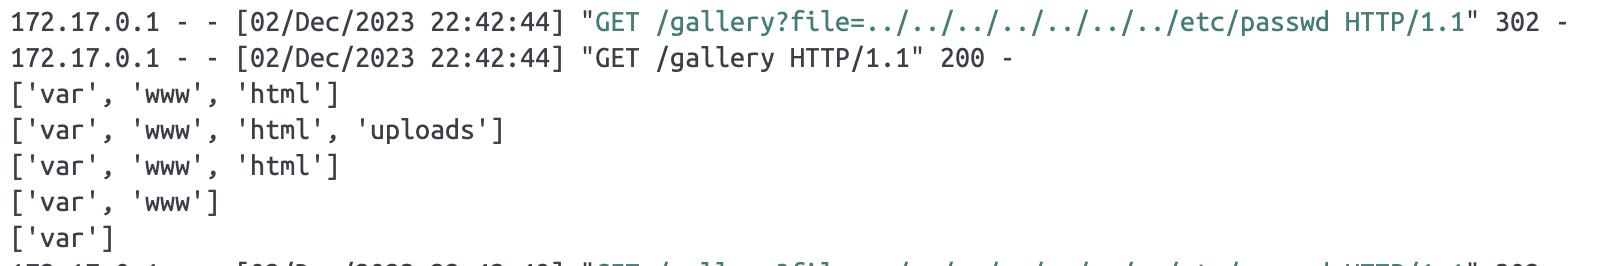 172.17.0.1 - - [02/Dec/2023 22:42:44] "GET /gallery?file=../../../../../../../etc/passwd HTTP/1.1" 302 -
172.17.0.1 - - [02/Dec/2023 22:42:44] "GET /gallery HTTP/1.1" 200 -
['var', 'www', 'html']
['var', 'www', 'html', 'uploads']
['var', 'www', 'html']
['var', 'www']
['var']